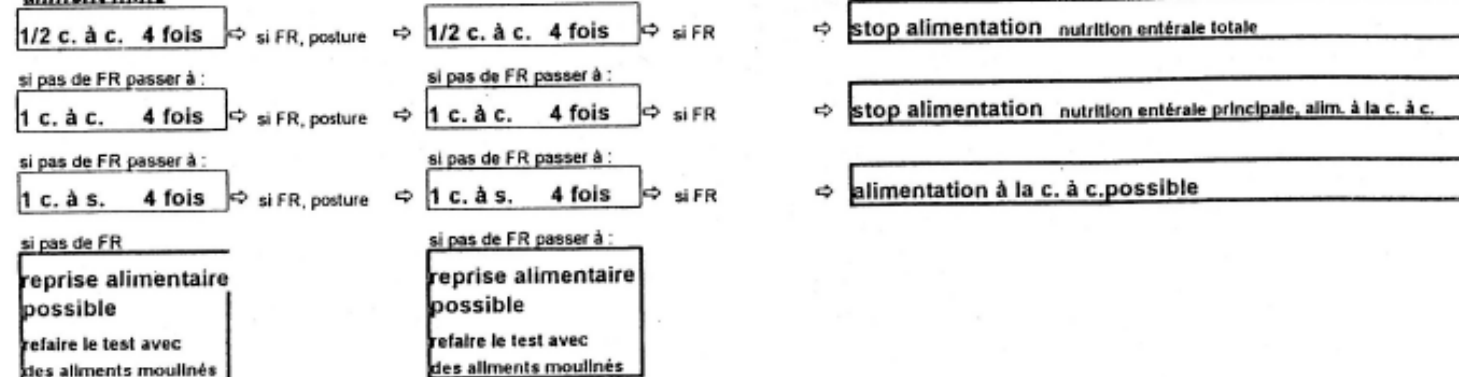 1/2 c. à c. 4 fois ⇨ si FR, posture ⇨ 1/2 c. à c. 4 fois ⇨ si FR ⇨ stop alimentation nutrition entérale totale
si pas de FR passer à : si pas de FR passer à :
1 c. à c. 4 fois ⇨ si FR, posture ⇨ 1 c. à c. 4 fois ⇨ si FR ⇨ stop alimentation nutrition entérale principale, alim. à la c. à c.
si pas de FR passer à : si pas de FR passer à :
1 c. à s. 4 fois ⇨ si FR, posture ⇨ 1 c. à s. 4 fois ⇨ si FR ⇨ alimentation à la c. à c.possible
si pas de FR si pas de FR passer à :
reprise alimentaire reprise alimentaire
possible possible
refaire le test avec refaire le test avec
des aliments moulinés des aliments moulinés